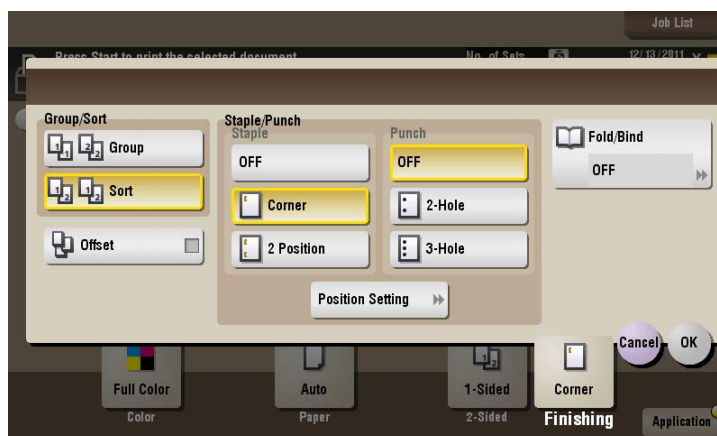 Job List
Press Start to print the selected document
No. of Sets
12/13/2011
Group/Sort
Group
Sort
Offset
Staple/Punch
Staple
OFF
Corner
2 Position
Punch
OFF
2-Hole
3-Hole
Position Setting
Fold/Bind
OFF
Cancel
OK
Full Color
Color
Auto
Paper
1-Sided
2-Sided
Corner
Finishing
Application